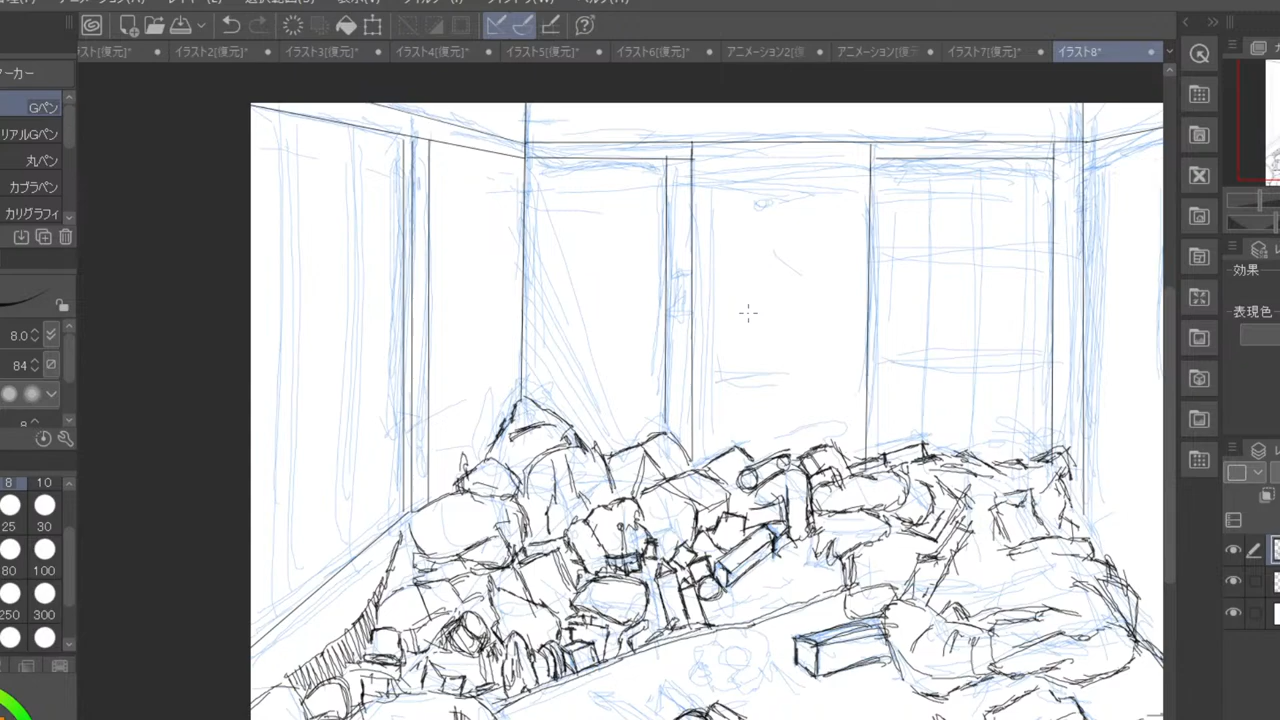 スト[復元]*
イラスト2[復元]*
イラスト3[復元]*
イラスト4[復元]*
イラスト5[復元]*
イラスト6[復元]*
アニメーション2[復
アニメーション[復元
イラスト7[復元]*
イラスト8*
ーカー
Gペン
リアルGペン
丸ペン
カブラペン
カリグラフィ
8.0
84
8
10
25
30
80
100
250
300
効果
表現色